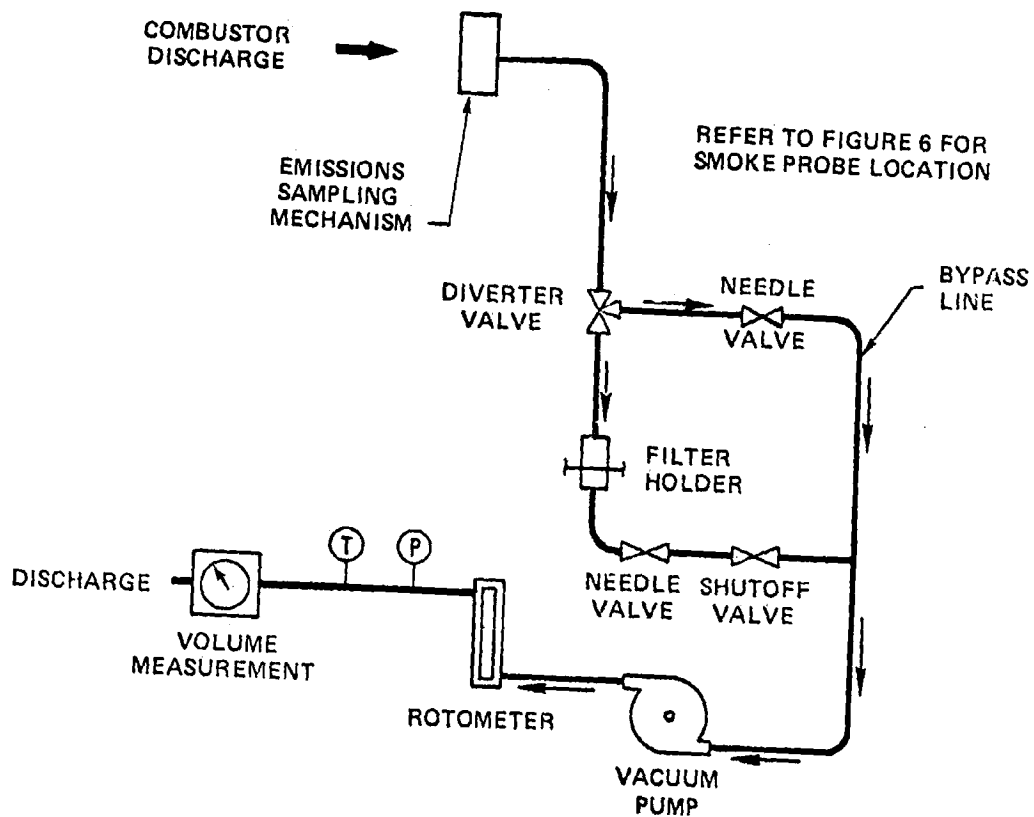 COMBUSTOR
DISCHARGE
REFER TO FIGURE 6 FOR
SMOKE PROBE LOCATION
EMISSIONS
SAMPLING
MECHANISM
DIVERTER
VALVE
NEEDLE
VALVE
BYPASS
LINE
FILTER
HOLDER
T
P
DISCHARGE
NEEDLE
VALVE
SHUTOFF
VALVE
VOLUME
MEASUREMENT
ROTOMETER
VACUUM
PUMP